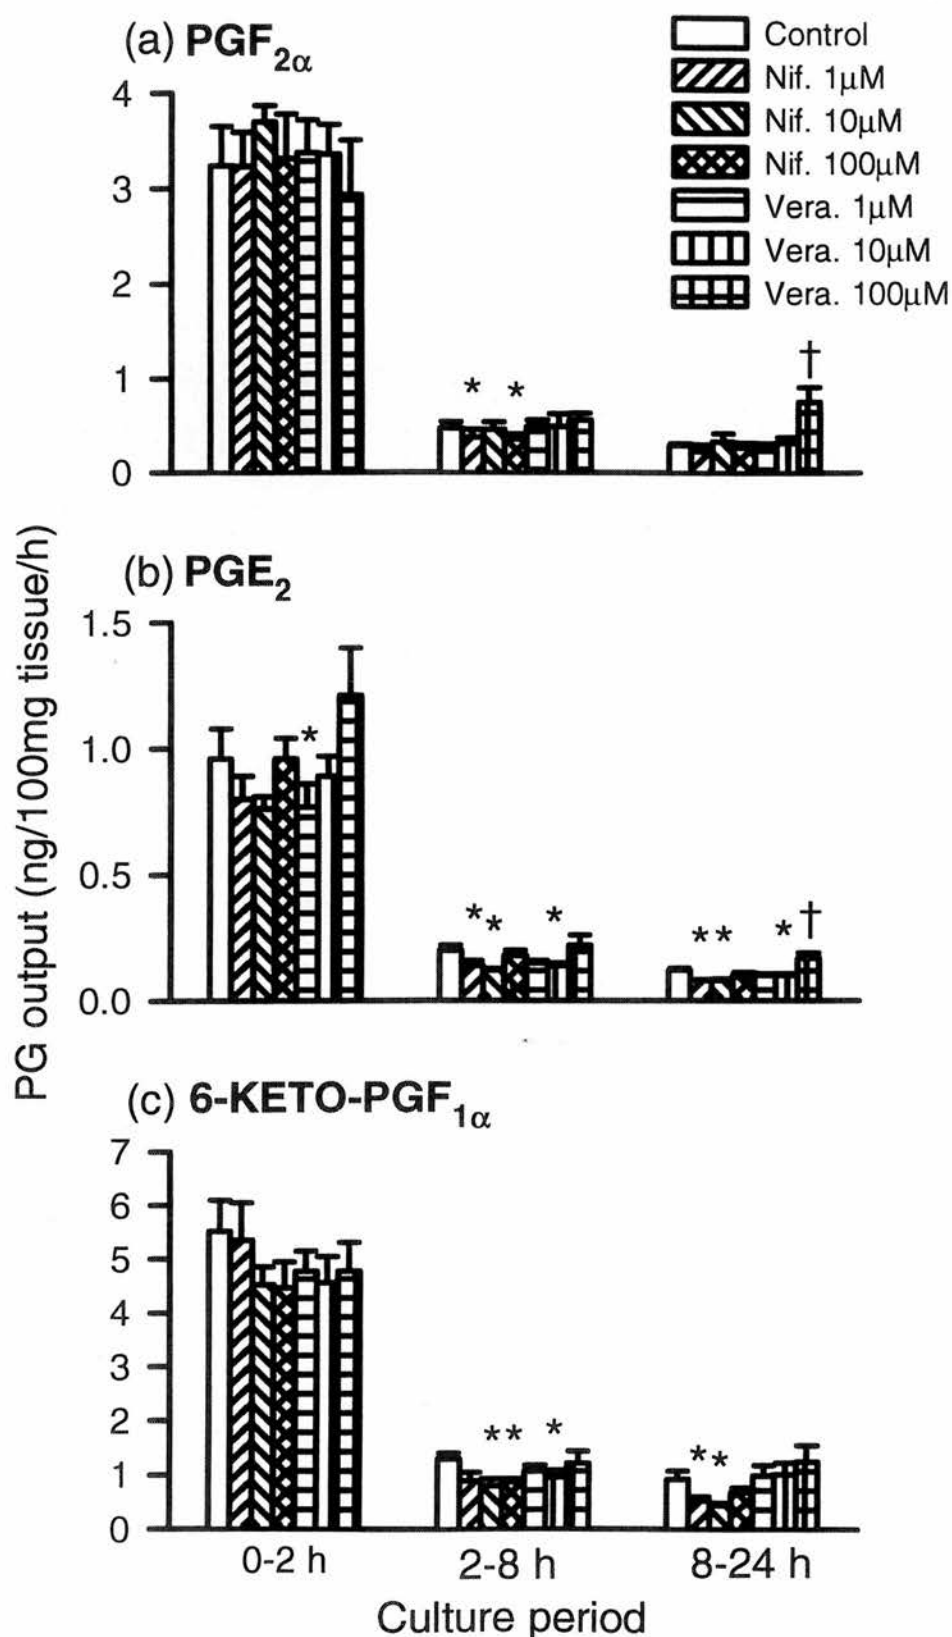 (a) PGF2α
Control
Nif. 1µM
Nif. 10µM
Nif. 100µM
Vera. 1µM
Vera. 10µM
Vera. 100µM
4
3
2
1
0
* *
†
PG output (ng/100mg tissue/h)
(b) PGE2
1.5
1.0
0.5
0.0
*
* * *
* * * †
(c) 6-KETO-PGF1α
7
6
5
4
3
2
1
0
* * *
* *
0-2 h 2-8 h 8-24 h
Culture period